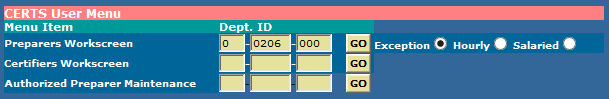 CERTS User Menu
Menu Item Dept. ID
Preparers Workscreen 0-0206-000 GO Exception Hourly Salaried
Certifiers Workscreen - - GO
Authorized Preparer Maintenance - - GO